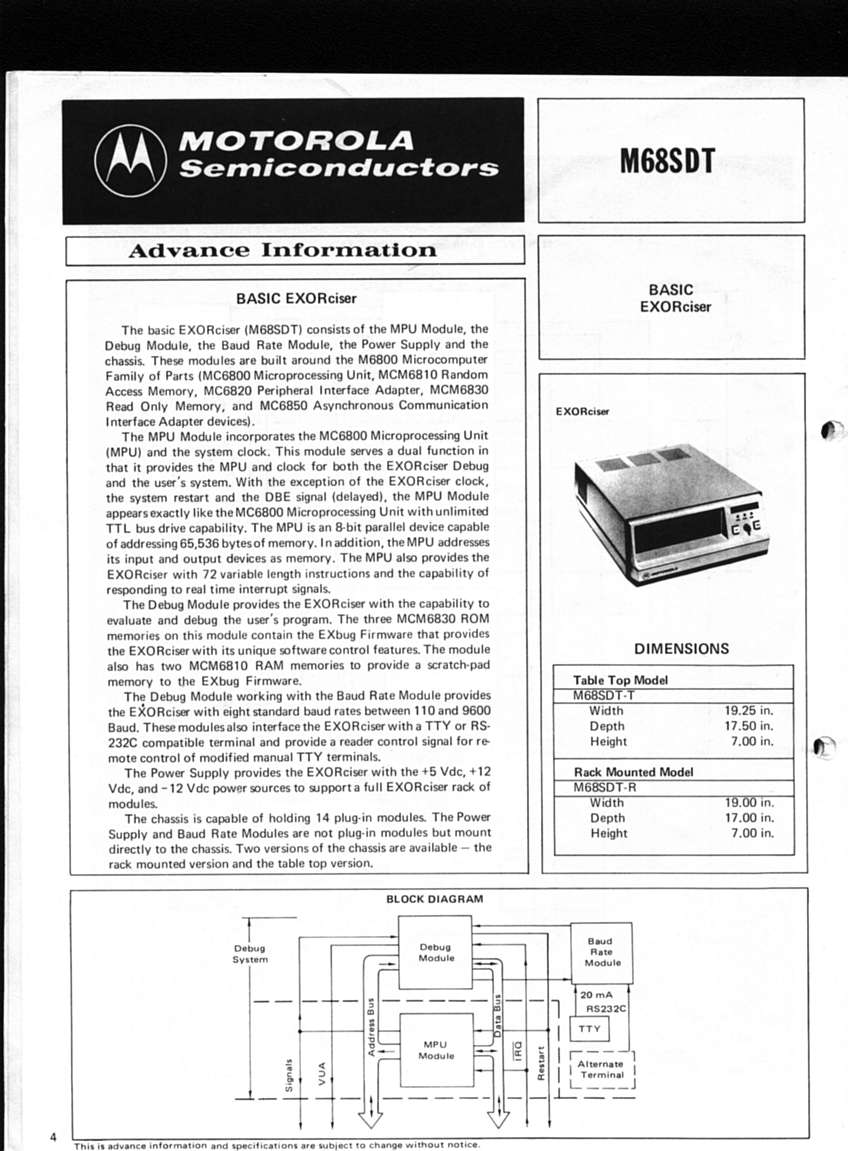 MOTOROLA
Semiconductors
M68SDT
Advance Information
BASIC
EXORciser
BASIC EXORciser
The basic EXORciser (M68SDT) consists of the MPU Module, the
Debug Module, the Baud Rate Module, the Power Supply and the
chassis. These modules are built around the M6800 Microcomputer
Family of Parts (MC6800 Microprocessing Unit, MCM6810 Random
Access Memory, MC6820 Peripheral Interface Adapter, MCM6830
Read Only Memory, and MC6850 Asynchronous Communication
Interface Adapter devices).
The MPU Module incorporates the MC6800 Microprocessing Unit
(MPU) and the system clock. This module serves a dual function in
that it provides the MPU and clock for both the EXORciser Debug
and the user's system. With the exception of the EXORciser clock,
the system restart and the DBE signal (delayed), the MPU Module
appears exactly like the MC6800 Microprocessing Unit with unlimited
TTL bus drive capability. The MPU is an 8-bit parallel device capable
of addressing 65,536 bytes of memory. In addition, the MPU addresses
its input and output devices as memory. The MPU also provides the
EXORciser with 72 variable length instructions and the capability of
responding to real time interrupt signals.
The Debug Module provides the EXORciser with the capability to
evaluate and debug the user's program. The three MCM6830 ROM
memories on this module contain the EXbug Firmware that provides
the EXORciser with its unique software control features. The module
also has two MCM6810 RAM memories to provide a scratch-pad
memory to the EXbug Firmware.
The Debug Module working with the Baud Rate Module provides
the EXORciser with eight standard baud rates between 110 and 9600
Baud. These modules also interface the EXORciser with a TTY or RS-
232C compatible terminal and provide a reader control signal for re-
mote control of modified manual TTY terminals.
The Power Supply provides the EXORciser with the +5 Vdc, +12
Vdc, and -12 Vdc power sources to support a full EXORciser rack of
modules.
The chassis is capable of holding 14 plug-in modules. The Power
Supply and Baud Rate Modules are not plug-in modules but mount
directly to the chassis. Two versions of the chassis are available — the
rack mounted version and the table top version.
EXORciser
MOTOROLA
DIMENSIONS
Table Top Model
M68SDT-T
Width 19.25 in.
Depth 17.50 in.
Height 7.00 in.
Rack Mounted Model
M68SDT-R
Width 19.00 in.
Depth 17.00 in.
Height 7.00 in.
BLOCK DIAGRAM
Debug
System
Debug
Module
Baud
Rate
Module
20 mA
RS232C
TTY
Alternate
Terminal
MPU
Module
Signals
VUA
Address Bus
Data Bus
IRQ
Restart
4
This is advance information and specifications are subject to change without notice.